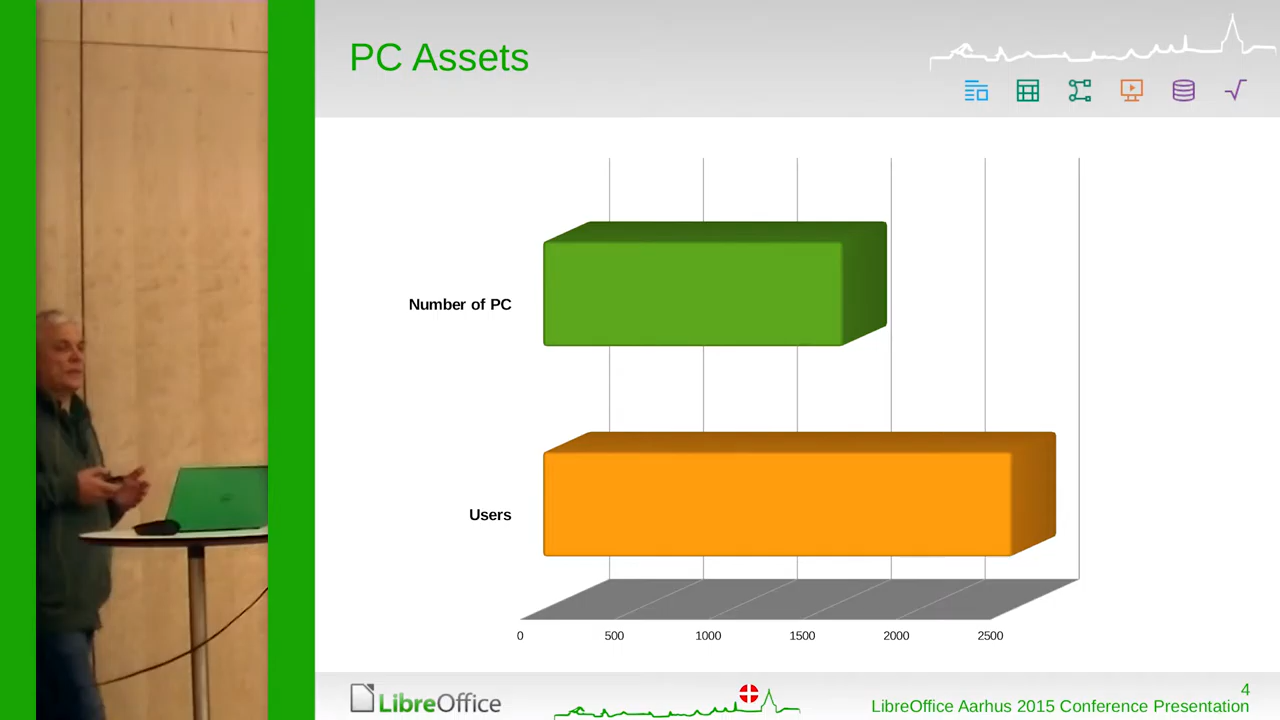 PC Assets
Number of PC
Users
0 500 1000 1500 2000 2500
LibreOffice
4
LibreOffice Aarhus 2015 Conference Presentation